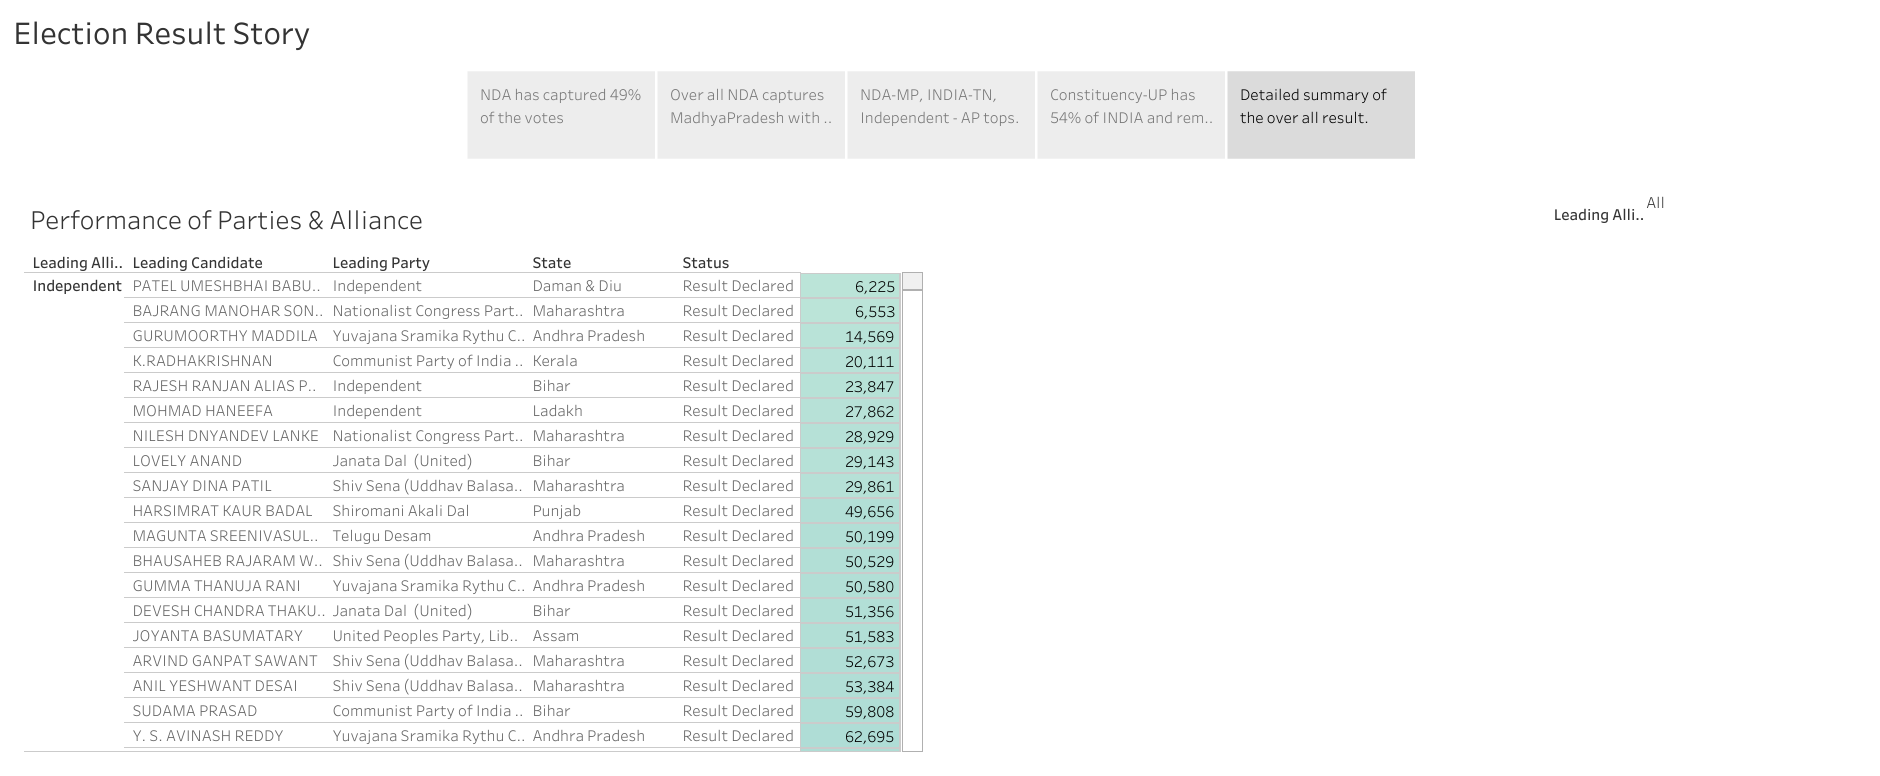 Election Result Story
NDA has captured 49%
of the votes
Over all NDA captures
MadhyaPradesh with ..
NDA-MP, INDIA-TN,
Independent - AP tops.
Constituency-UP has
54% of INDIA and rem..
Detailed summary of
the over all result.
Performance of Parties & Alliance
Leading Alli.. All
Leading Alli.. Leading Candidate Leading Party State Status
Independent PATEL UMESHBHAI BABU.. Independent Daman & Diu Result Declared 6,225
BAJRANG MANOHAR SON.. Nationalist Congress Part.. Maharashtra Result Declared 6,553
GURUMOORTHY MADDILA Yuvajana Sramika Rythu C.. Andhra Pradesh Result Declared 14,569
K.RADHAKRISHNAN Communist Party of India .. Kerala Result Declared 20,111
RAJESH RANJAN ALIAS P.. Independent Bihar Result Declared 23,847
MOHMAD HANEEFA Independent Ladakh Result Declared 27,862
NILESH DNYANDEV LANKE Nationalist Congress Part.. Maharashtra Result Declared 28,929
LOVELY ANAND Janata Dal (United) Bihar Result Declared 29,143
SANJAY DINA PATIL Shiv Sena (Uddhav Balasa.. Maharashtra Result Declared 29,861
HARSIMRAT KAUR BADAL Shiromani Akali Dal Punjab Result Declared 49,656
MAGUNTA SREENIVASUL.. Telugu Desam Andhra Pradesh Result Declared 50,199
BHAUSAHEB RAJARAM W.. Shiv Sena (Uddhav Balasa.. Maharashtra Result Declared 50,529
GUMMA THANUJA RANI Yuvajana Sramika Rythu C.. Andhra Pradesh Result Declared 50,580
DEVESH CHANDRA THAKU.. Janata Dal (United) Bihar Result Declared 51,356
JOYANTA BASUMATARY United Peoples Party, Lib.. Assam Result Declared 51,583
ARVIND GANPAT SAWANT Shiv Sena (Uddhav Balasa.. Maharashtra Result Declared 52,673
ANIL YESHWANT DESAI Shiv Sena (Uddhav Balasa.. Maharashtra Result Declared 53,384
SUDAMA PRASAD Communist Party of India .. Bihar Result Declared 59,808
Y. S. AVINASH REDDY Yuvajana Sramika Rythu C.. Andhra Pradesh Result Declared 62,695